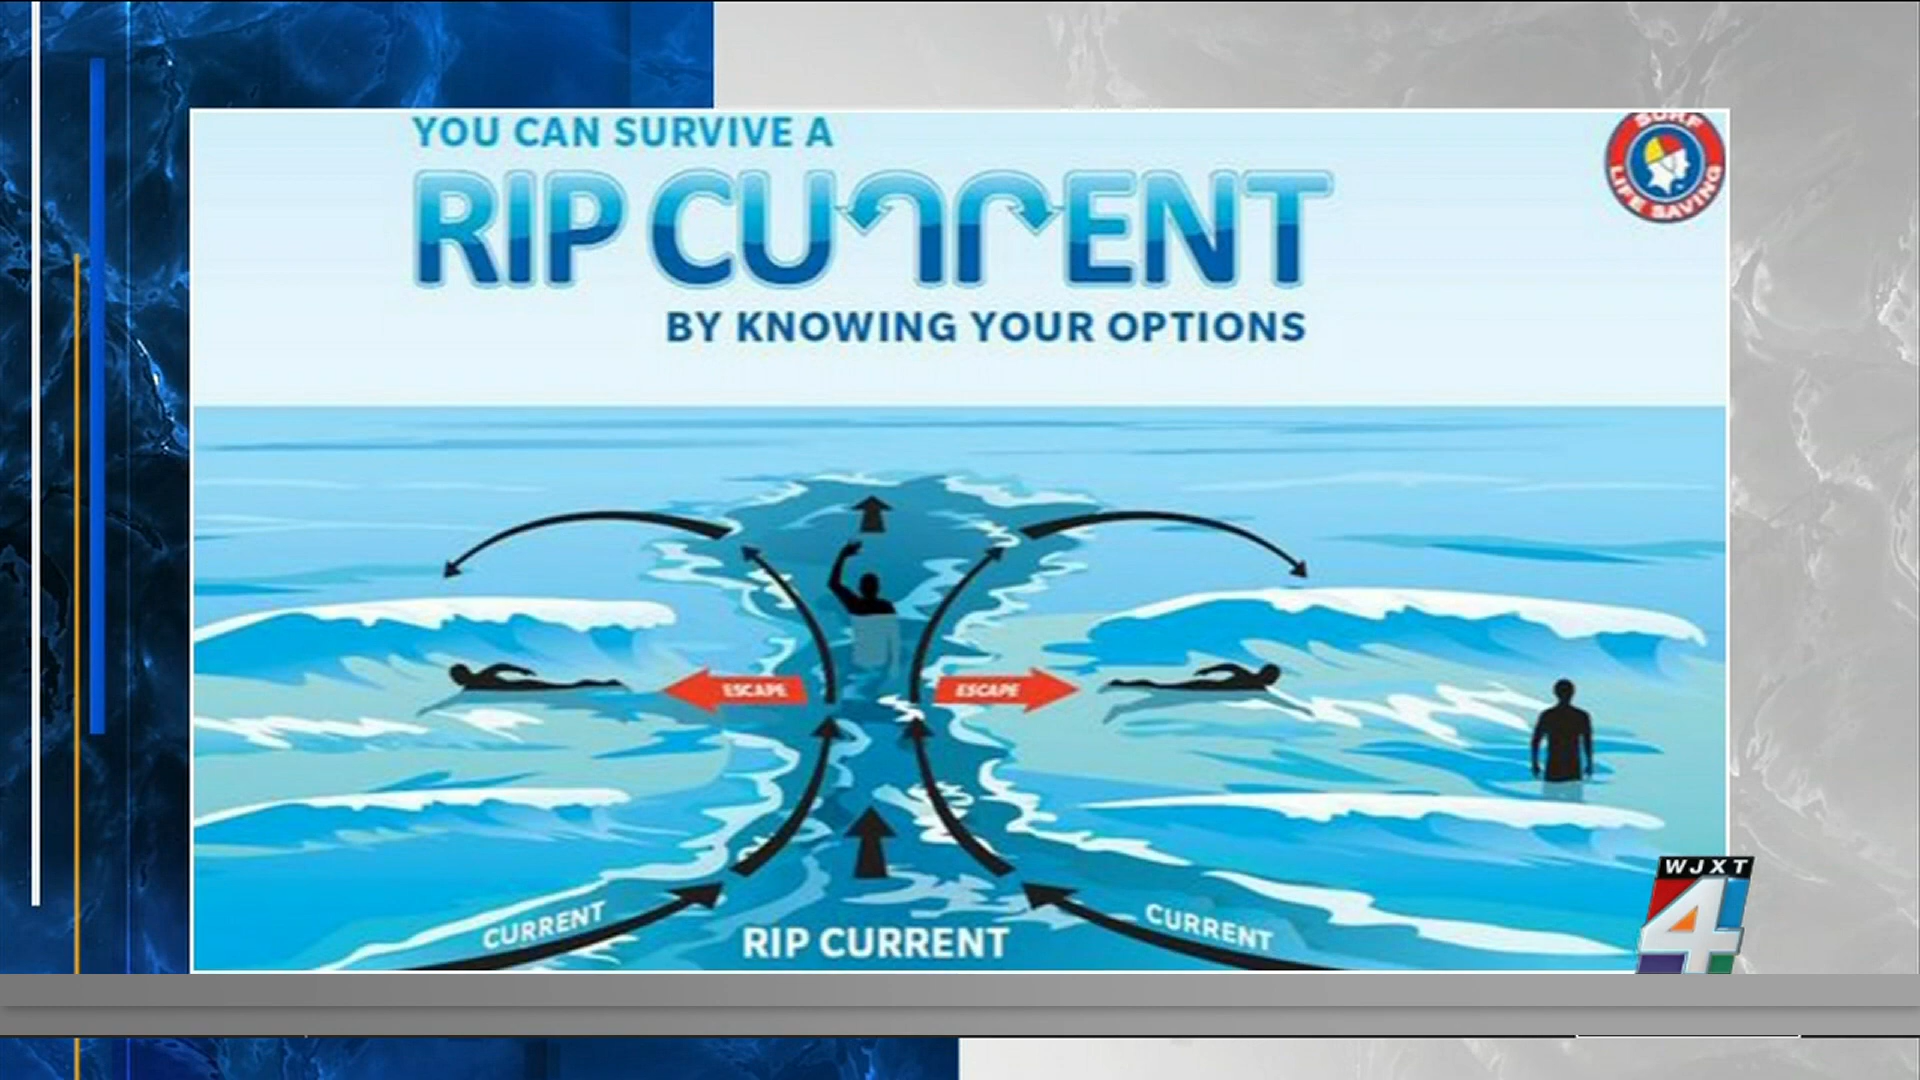 YOU CAN SURVIVE A
RIP CURRENT
BY KNOWING YOUR OPTIONS
SURF
LIFE SAVING
ESCAPE
ESCAPE
CURRENT
RIP CURRENT
CURRENT
WJXT
4